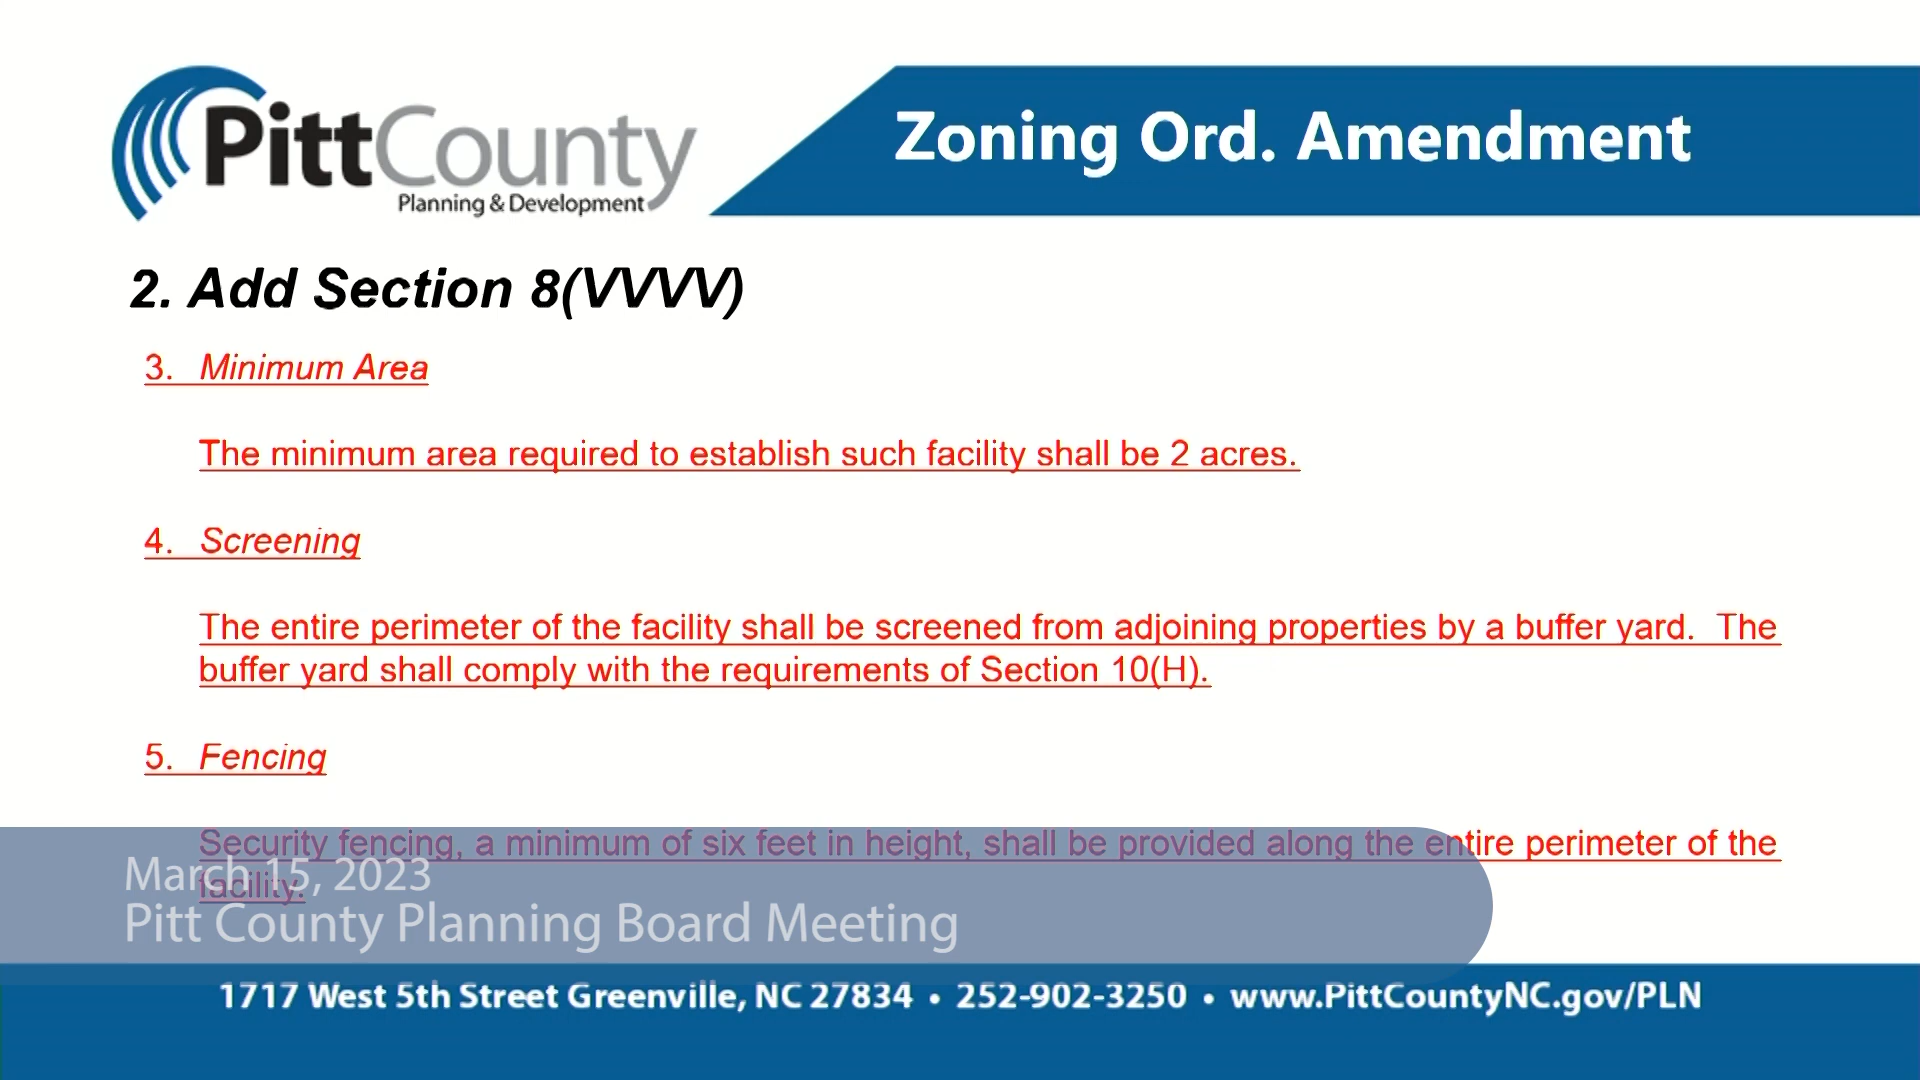 PittCounty
Planning & Development
Zoning Ord. Amendment
2. Add Section 8(VVVV)
3. Minimum Area
The minimum area required to establish such facility shall be 2 acres.
4. Screening
The entire perimeter of the facility shall be screened from adjoining properties by a buffer yard. The
buffer yard shall comply with the requirements of Section 10(H).
5. Fencing
Security fencing, a minimum of six feet in height, shall be provided along the entire perimeter of the
facility.
March 15, 2023
Pitt County Planning Board Meeting
1717 West 5th Street Greenville, NC 27834 • 252-902-3250 • www.PittCountyNC.gov/PLN